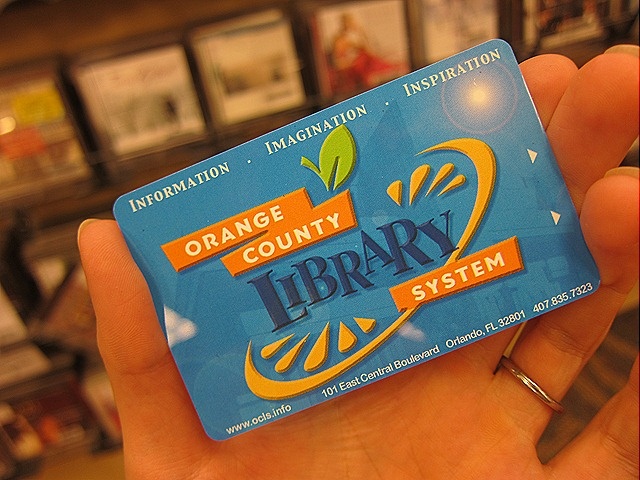 INFORMATION · IMAGINATION · INSPIRATION
ORANGE
COUNTY
LIBRARY
SYSTEM
101 East Central Boulevard Orlando, FL 32801 407.835.7323
www.ocls.info